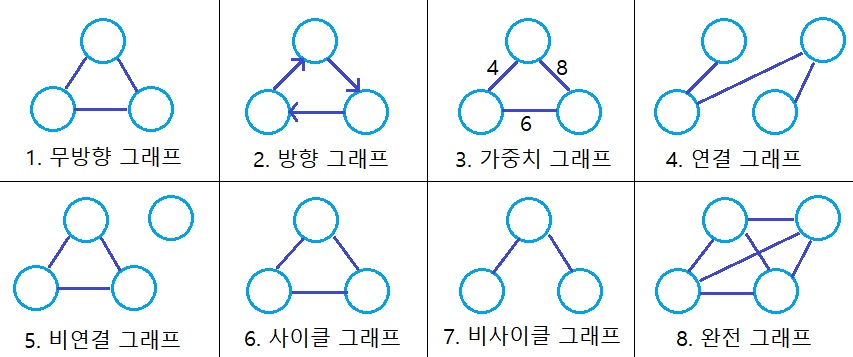 1. 무방향 그래프
2. 방향 그래프
4
8
6
3. 가중치 그래프
4. 연결 그래프
5. 비연결 그래프
6. 사이클 그래프
7. 비사이클 그래프
8. 완전 그래프